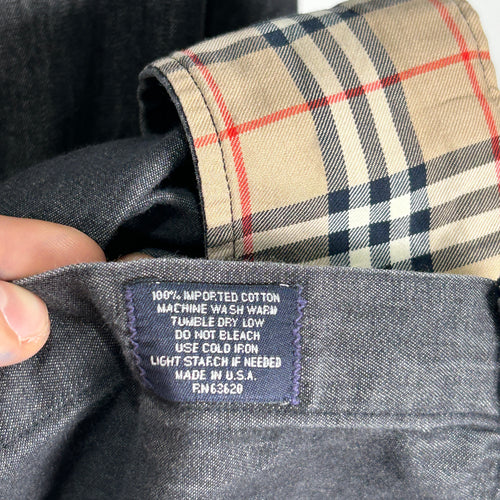 100% IMPORTED COTTON
MACHINE WASH WARM
TUMBLE DRY LOW
DO NOT BLEACH
USE COLD IRON
LIGHT STARCH IF NEEDED
MADE IN U.S.A.
RN63620